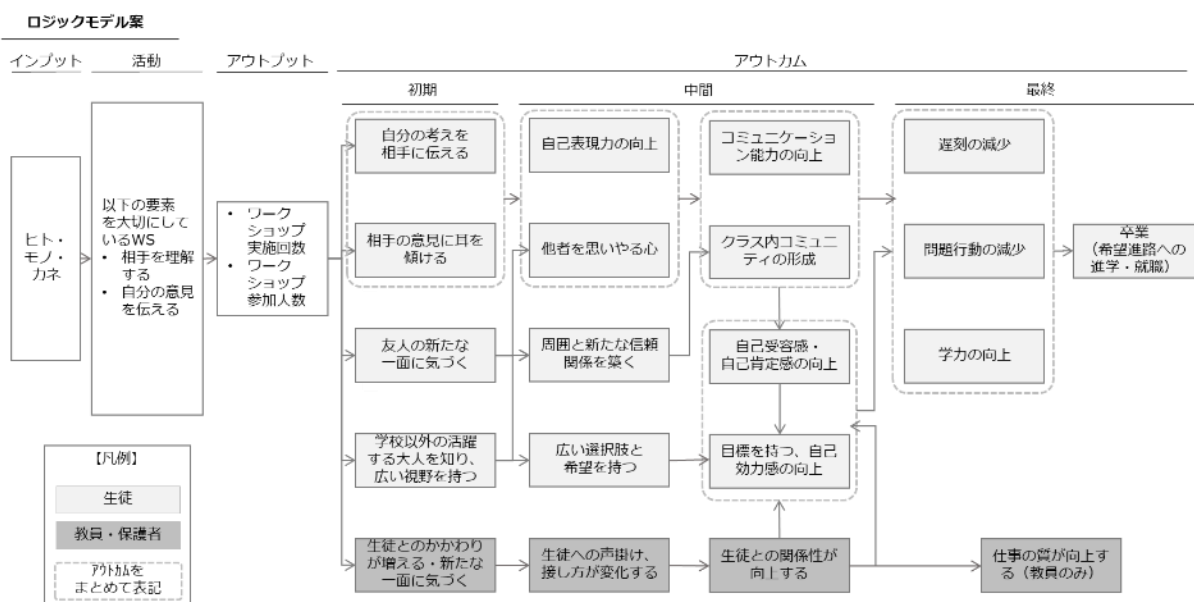 ロジックモデル案
インプット
活動
アウトプット
アウトカム
初期
中間
最終
ヒト・
モノ・
カネ
以下の要素
を大切にして
いるWS
• 相手を理解
する
• 自分の意見
を伝える
• ワーク
ショップ
実施回数
• ワーク
ショップ
参加人数
自分の考えを
相手に伝える
相手の意見に耳を
傾ける
友人の新たな
一面に気づく
学校以外の活躍
する大人を知り、
広い視野を持つ
生徒とのかかわり
が増える・新たな
一面に気づく
自己表現力の向上
他者を思いやる心
周囲と新たな信頼
関係を築く
広い選択肢と
希望を持つ
生徒への声掛け、
接し方が変化する
コミュニケーショ
ン能力の向上
クラス内コミュニ
ティの形成
自己受容感・
自己肯定感の向上
目標を持つ、自己
効力感の向上
生徒との関係性が
向上する
遅刻の減少
問題行動の減少
学力の向上
卒業
（希望進路への
進学・就職）
仕事の質が向上す
る（教員のみ）
【凡例】
生徒
教員・保護者
アウトカムを
まとめて表記